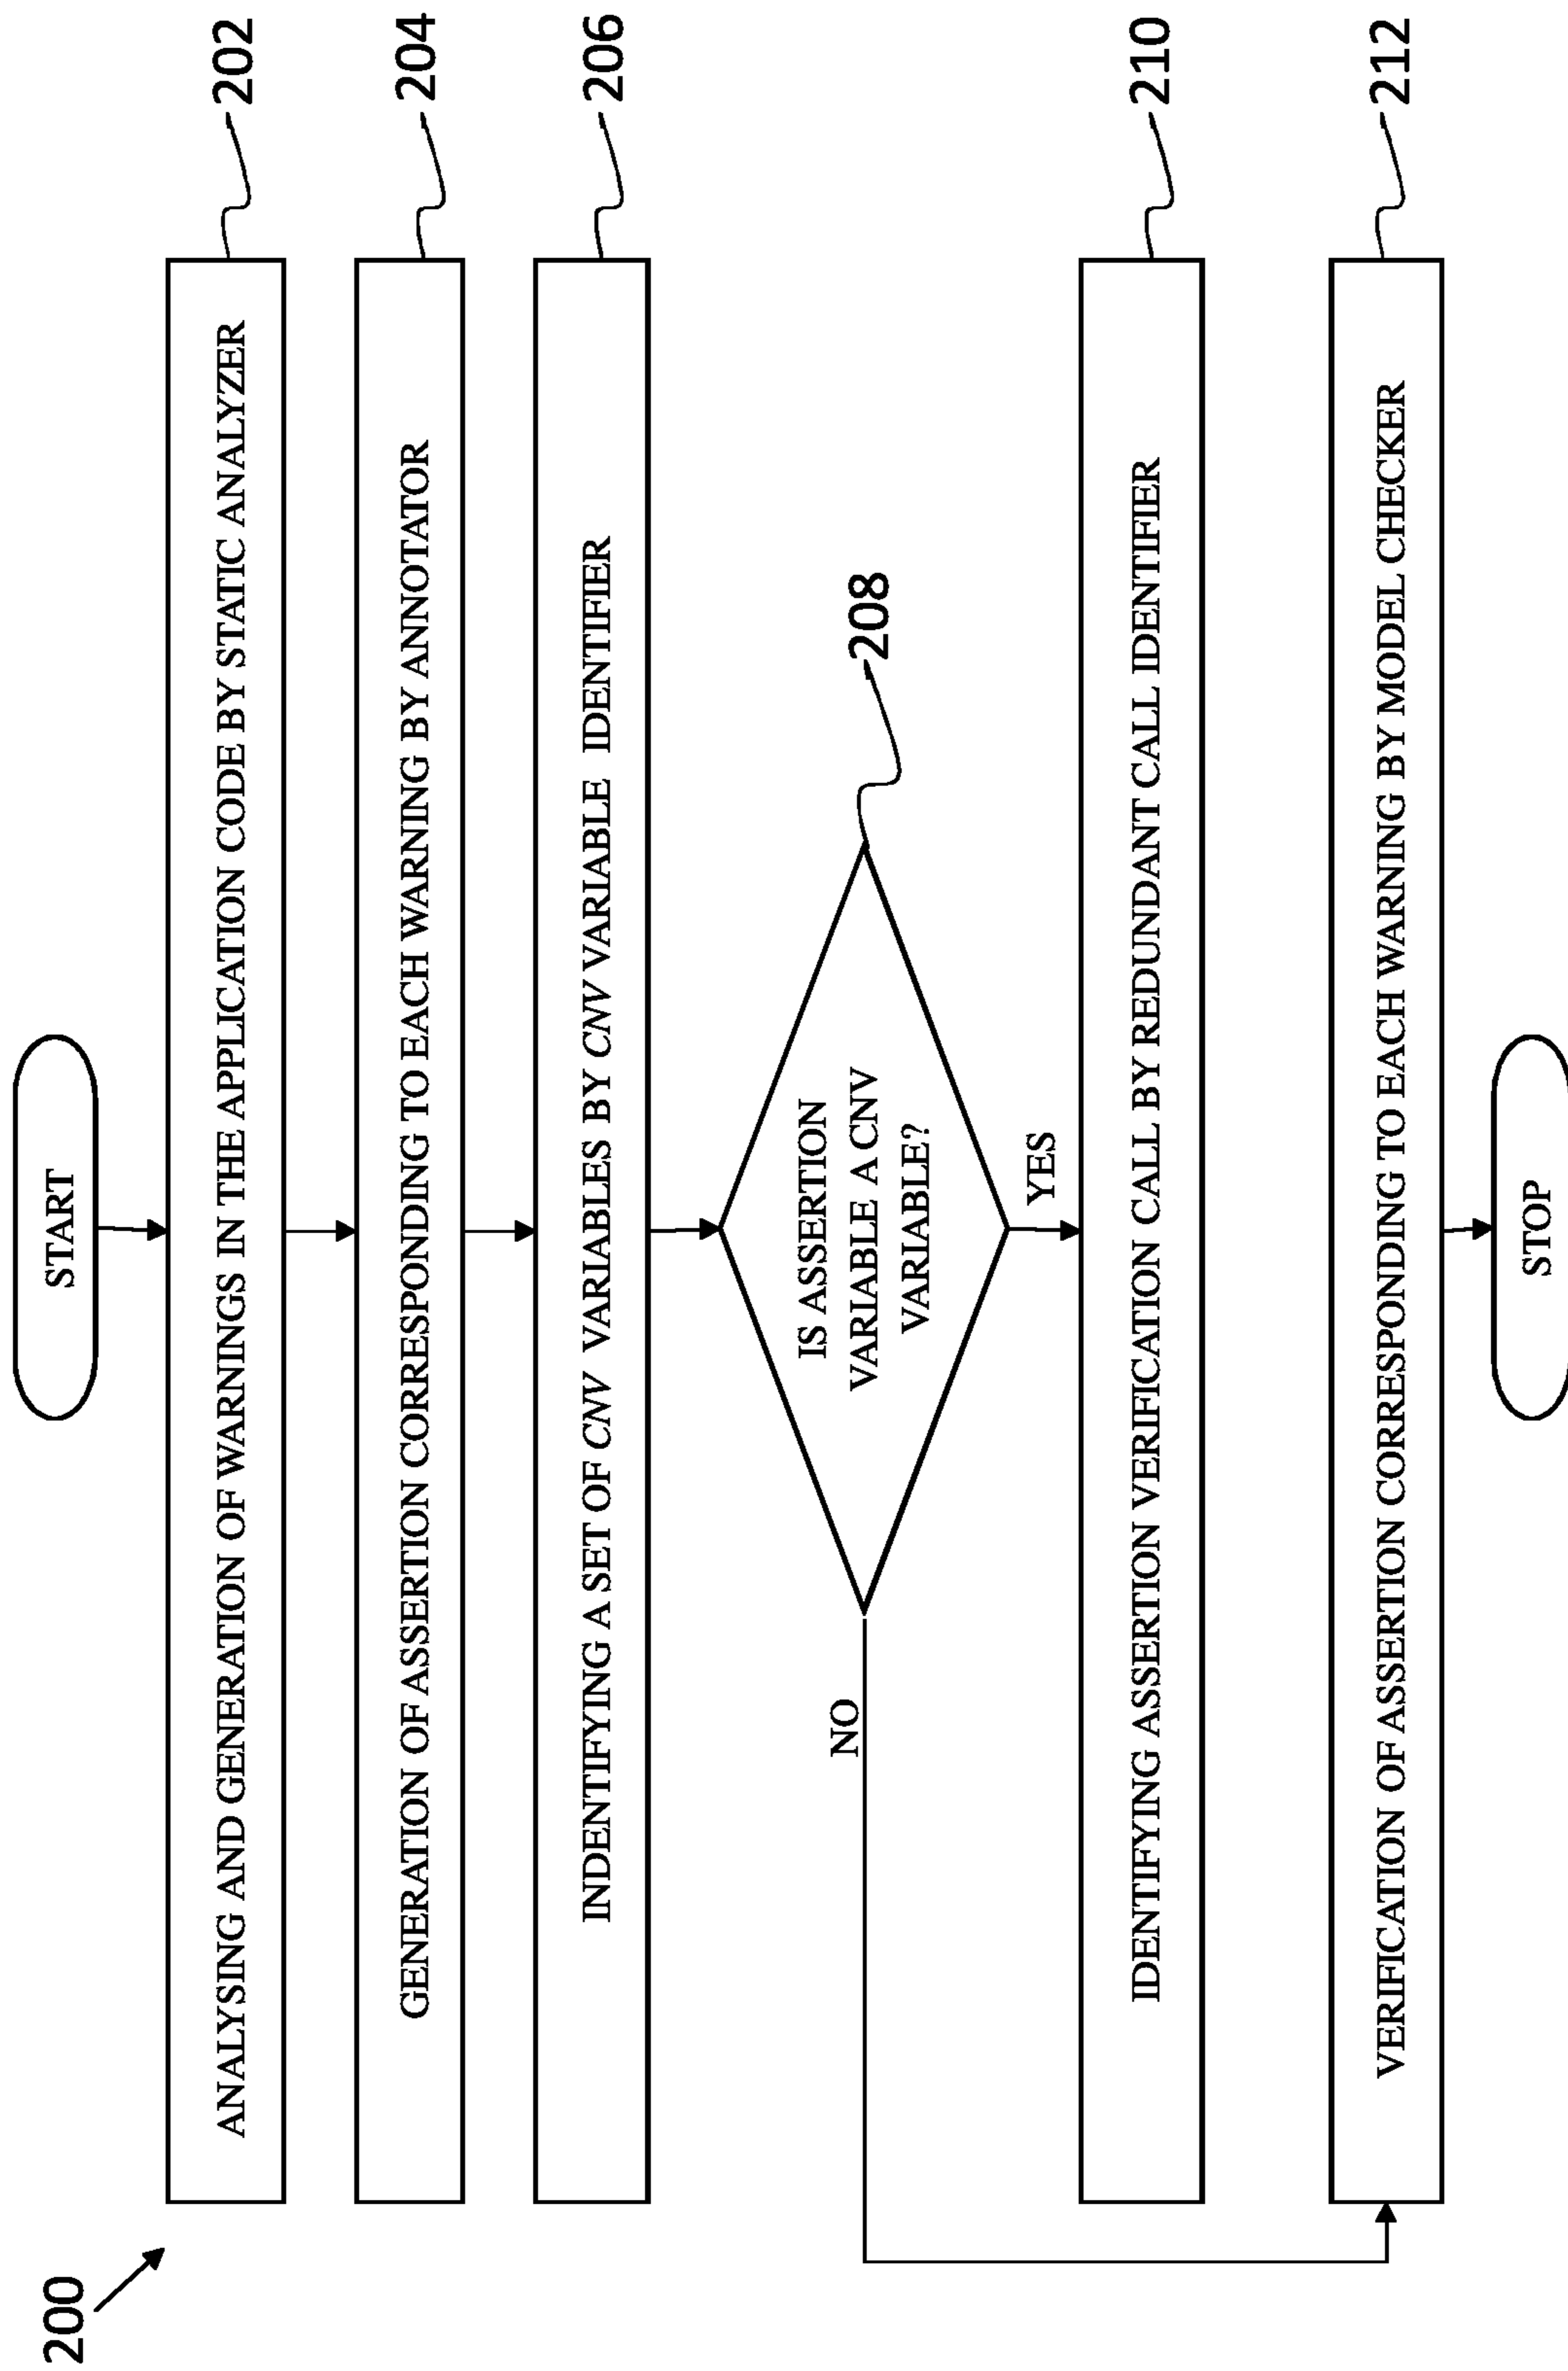 200
START
ANALYSING AND GENERATION OF WARNINGS IN THE APPLICATION CODE BY STATIC ANALYZER
202
GENERATION OF ASSERTION CORRESPONDING TO EACH WARNING BY ANNOTATOR
204
INDENTIFYING A SET OF CNV VARIABLES BY CNV VARIABLE IDENTIFIER
206
IS ASSERTION
VARIABLE A CNV
VARIABLE?
208
NO
YES
IDENTIFYING ASSERTION VERIFICATION CALL BY REDUNDANT CALL IDENTIFIER
210
VERIFICATION OF ASSERTION CORRESPONDING TO EACH WARNING BY MODEL CHECKER
212
STOP